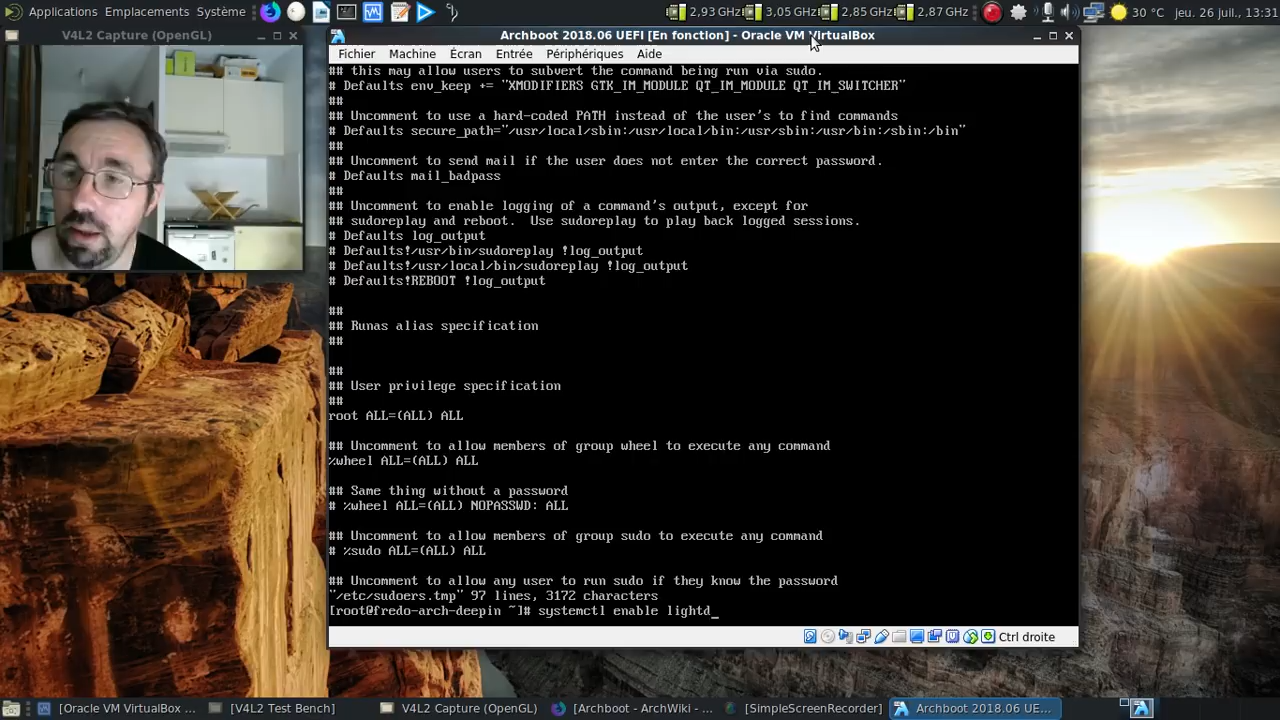 Applications Emplacements Système
2,93 GHz 3,05 GHz 2,85 GHz 2,87 GHz
30 °C jeu. 26 juil., 13:31
V4L2 Capture (OpenGL)
Archboot 2018.06 UEFI [En fonction] - Oracle VM VirtualBox
Fichier Machine Écran Entrée Périphériques Aide
## this may allow users to subvert the command being run via sudo.
# Defaults env_keep += "XMODIFIERS GTK_IM_MODULE QT_IM_MODULE QT_IM_SWITCHER"
##
## Uncomment to use a hard-coded PATH instead of the user's to find commands
# Defaults secure_path="/usr/local/sbin:/usr/local/bin:/usr/sbin:/usr/bin:/sbin:/bin"
##
## Uncomment to send mail if the user does not enter the correct password.
# Defaults mail_badpass
##
## Uncomment to enable logging of a command's output, except for
## sudoreplay and reboot.  Use sudoreplay to play back logged sessions.
# Defaults log_output
# Defaults!/usr/bin/sudoreplay !log_output
# Defaults!/usr/local/bin/sudoreplay !log_output
# Defaults!REBOOT !log_output
##
## Runas alias specification
##
##
## User privilege specification
##
root ALL=(ALL) ALL
## Uncomment to allow members of group wheel to execute any command
%wheel ALL=(ALL) ALL
## Same thing without a password
# %wheel ALL=(ALL) NOPASSWD: ALL
## Uncomment to allow members of group sudo to execute any command
# %sudo ALL=(ALL) ALL
## Uncomment to allow any user to run sudo if they know the password
"/etc/sudoers.tmp" 97 lines, 3172 characters
[root@fredo-arch-deepin ~]# systemctl enable lightd_
Ctrl droite
[Oracle VM VirtualBox ... [V4L2 Test Bench] V4L2 Capture (OpenGL) [Archboot - ArchWiki - ... [SimpleScreenRecorder] Archboot 2018.06 UE...